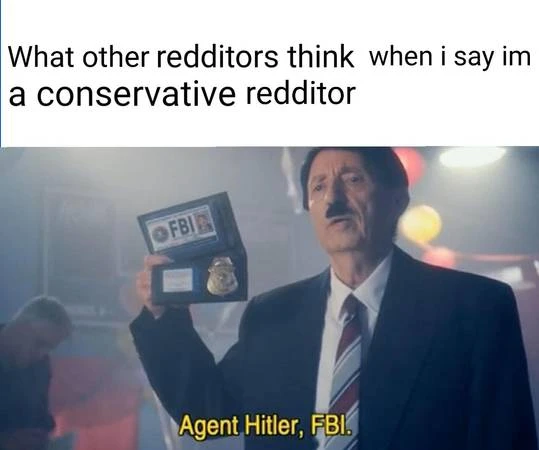 What other redditors think when i say im
a conservative redditor
FBI
Agent Hitler, FBI.